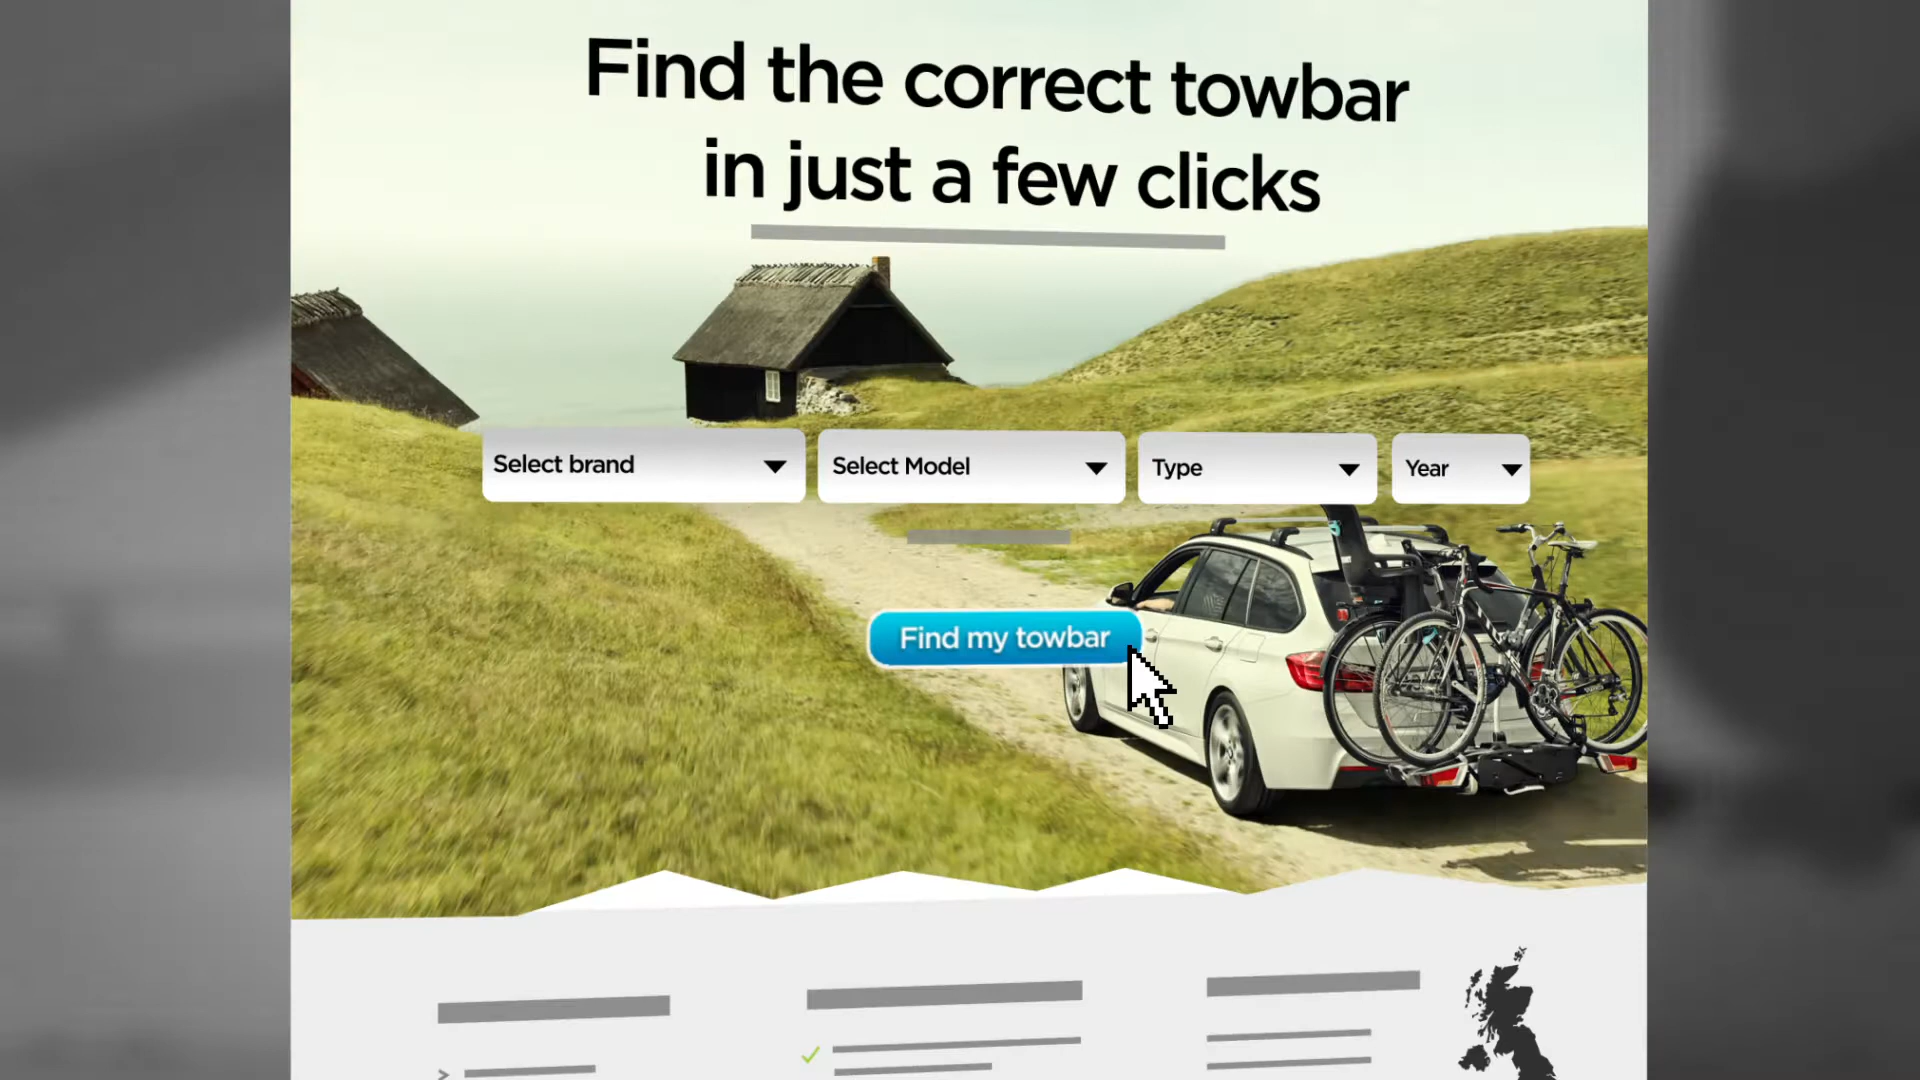 Find the correct towbar
in just a few clicks
Select brand
Select Model
Type
Year
Find my towbar